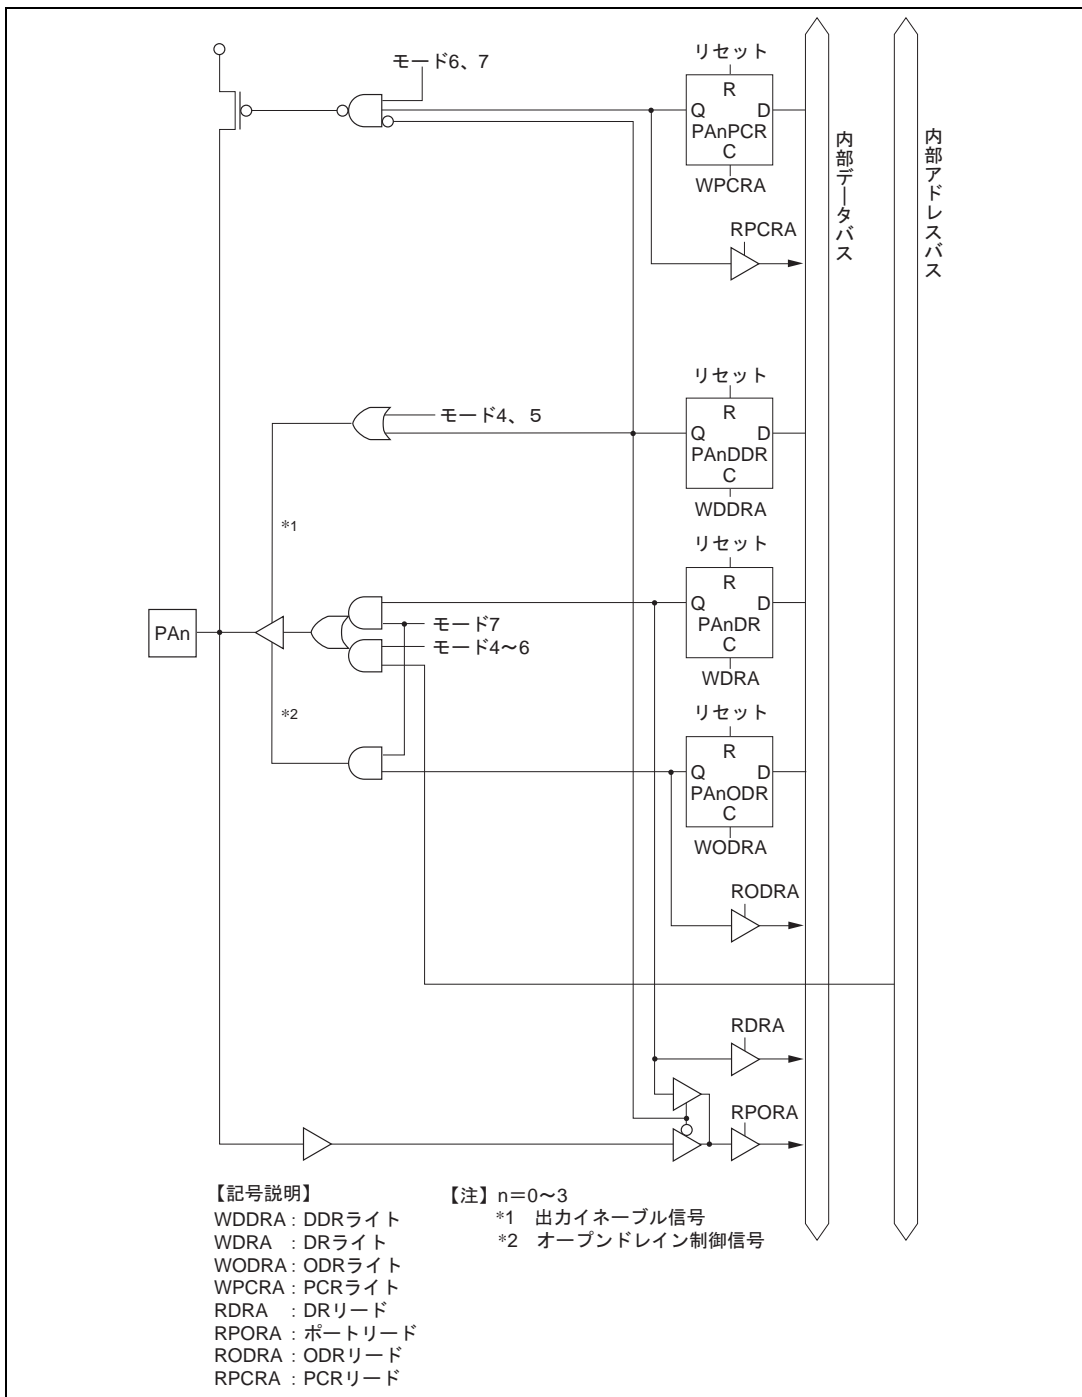 リセット
モード6、7
R
Q D
PAnPCR
C
WPCRA
内部データバス
内部アドレスバス
RPCRA
リセット
R
モード4、5
Q D
PAnDDR
C
WDDRA
*1
リセット
R
Q D
PAnDR
C
WDRA
モード7
PAn
モード4～6
*2
リセット
R
Q D
PAnODR
C
WODRA
RODRA
RDRA
RPORA
【記号説明】
WDDRA : DDRライト
WDRA : DRライト
WODRA : ODRライト
WPCRA : PCRライト
RDRA : DRリード
RPORA : ポートリード
RODRA : ODRリード
RPCRA : PCRリード
【注】 n＝0～3
*1 出力イネーブル信号
*2 オープンドレイン制御信号